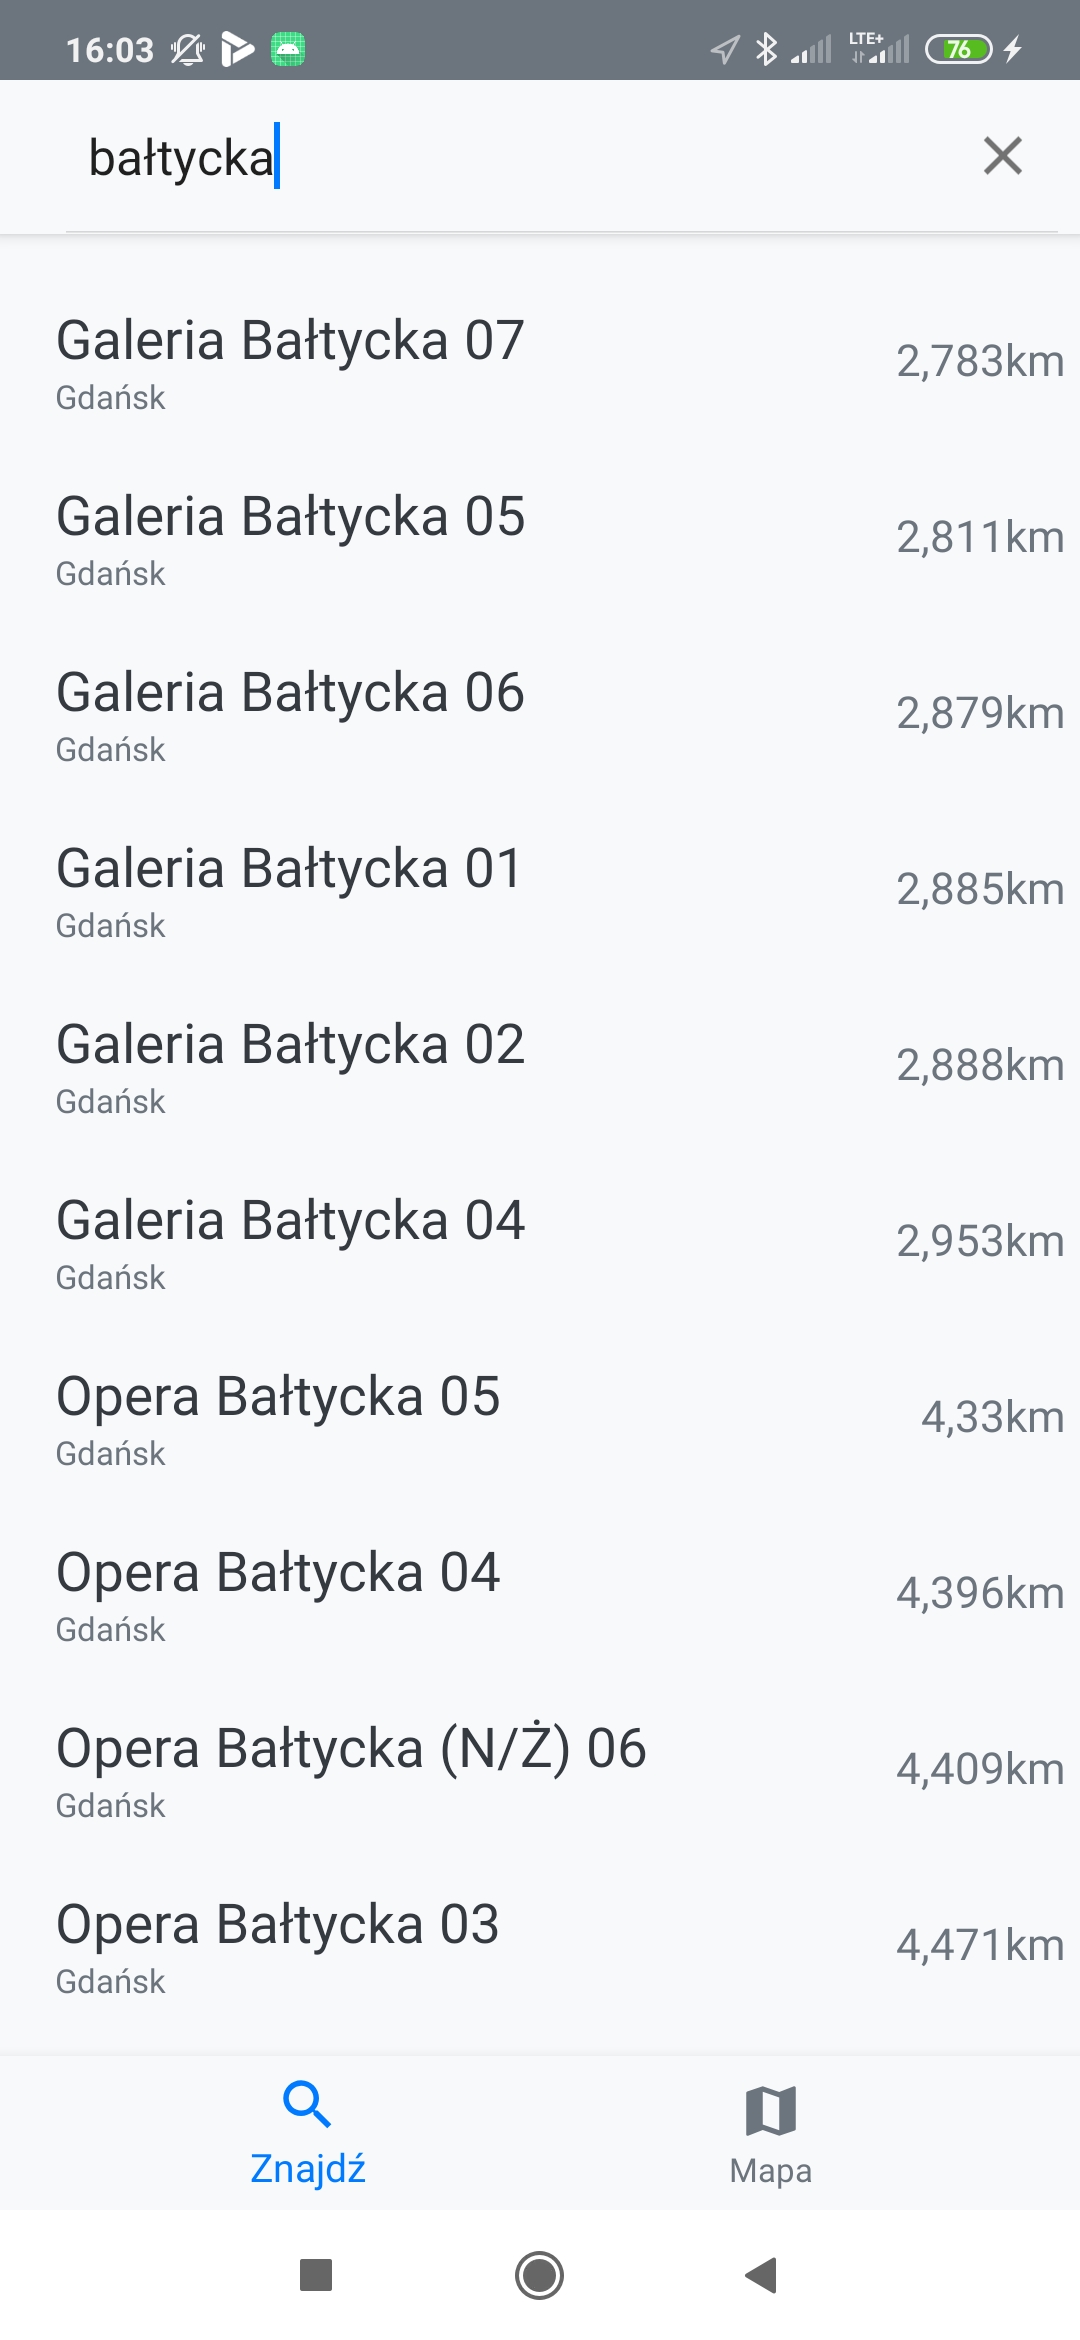 16:03
LTE+
76
bałtycka
Galeria Bałtycka 07
Gdańsk
2,783km
Galeria Bałtycka 05
Gdańsk
2,811km
Galeria Bałtycka 06
Gdańsk
2,879km
Galeria Bałtycka 01
Gdańsk
2,885km
Galeria Bałtycka 02
Gdańsk
2,888km
Galeria Bałtycka 04
Gdańsk
2,953km
Opera Bałtycka 05
Gdańsk
4,33km
Opera Bałtycka 04
Gdańsk
4,396km
Opera Bałtycka (N/Ż) 06
Gdańsk
4,409km
Opera Bałtycka 03
Gdańsk
4,471km
Znajdź
Mapa